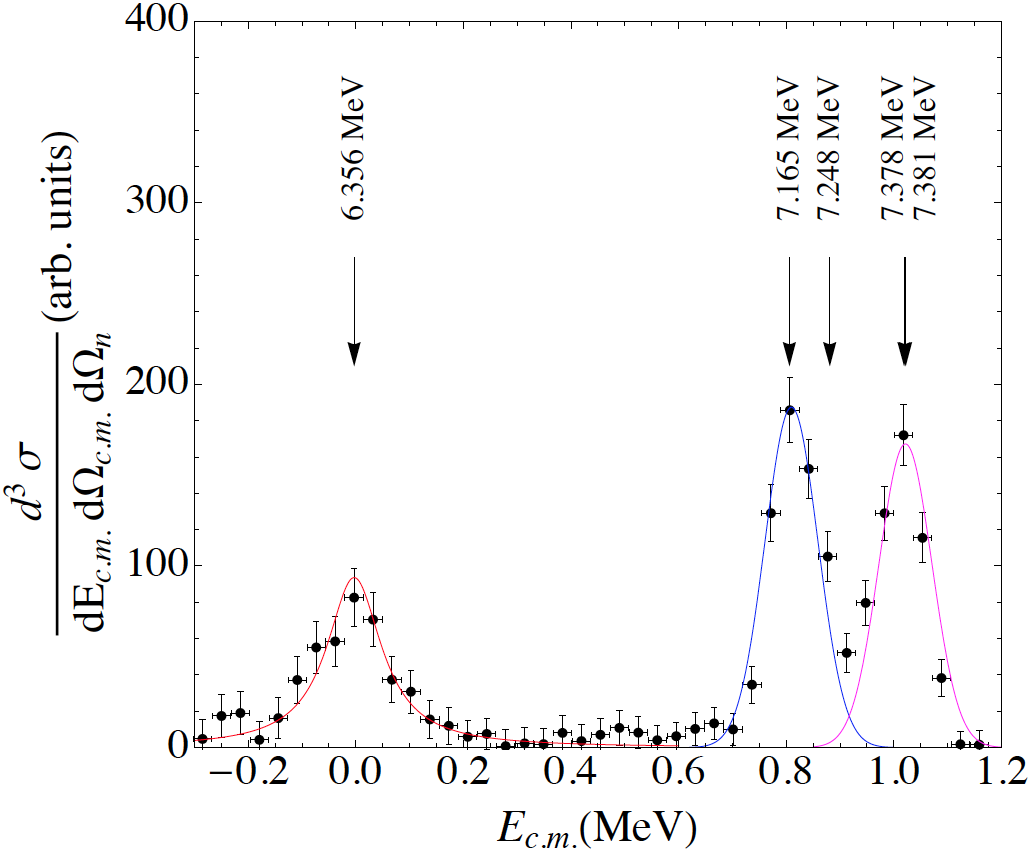 400
300
200
100
0
d³ σ
dE_c.m. dΩ_c.m. dΩ_n
(arb. units)
6.356 MeV
7.165 MeV
7.248 MeV
7.378 MeV
7.381 MeV
−0.2 0.0 0.2 0.4 0.6 0.8 1.0 1.2
E_c.m.(MeV)